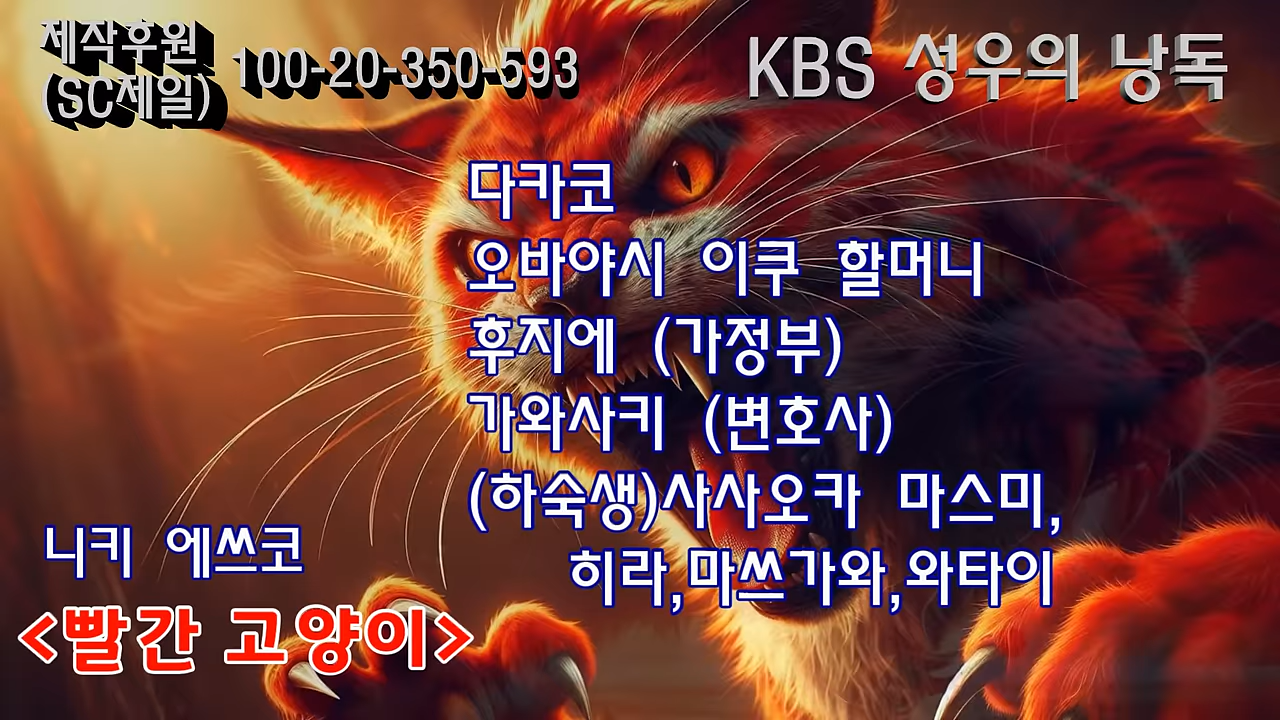 제작후원
(SC제일)
100-20-350-593
KBS 성우의 낭독
다카코
오바야시 이쿠 할머니
후지에 (가정부)
가와사키 (변호사)
(하숙생)사사오카 마스미,
히라,마쓰가와,와타이
니키 에쓰코
<빨간 고양이>